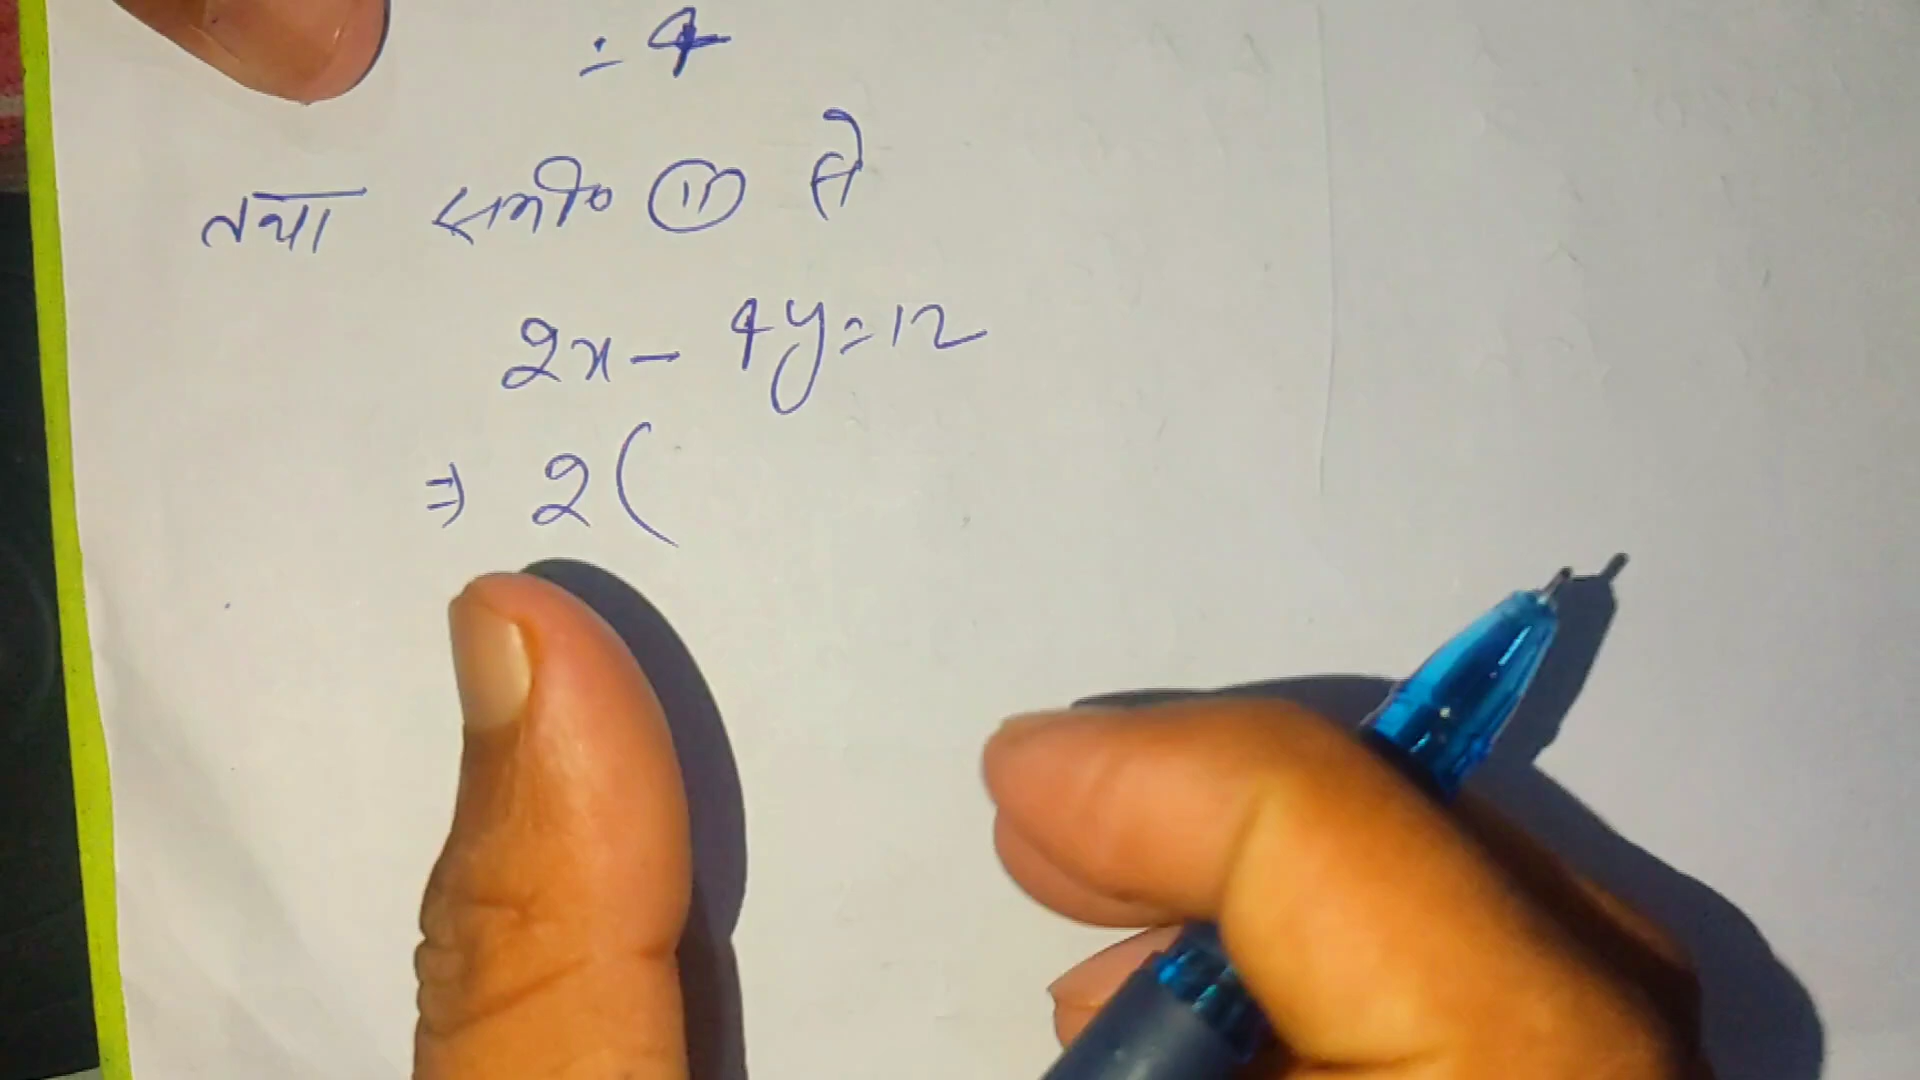 = 4
तथा समी० (ii) से
2x - 4y = 12
⇒ 2(